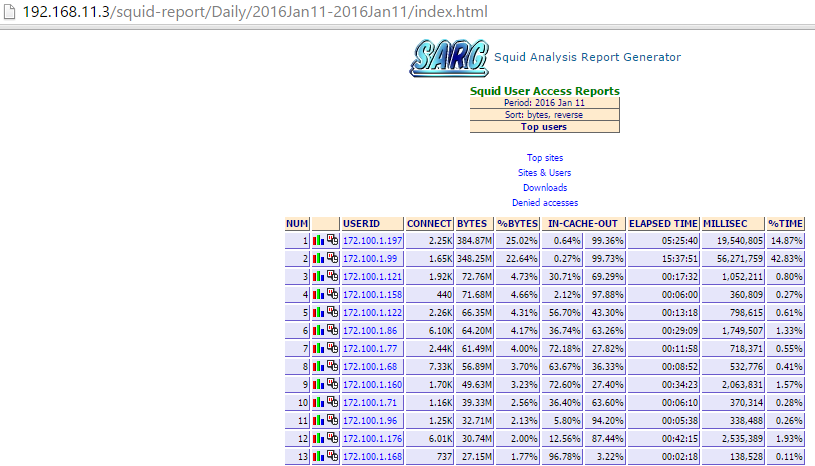 192.168.11.3/squid-report/Daily/2016Jan11-2016Jan11/index.html
SARG Squid Analysis Report Generator
Squid User Access Reports
Period: 2016 Jan 11
Sort: bytes, reverse
Top users
Top sites
Sites & Users
Downloads
Denied accesses
NUM USERID CONNECT BYTES %BYTES IN-CACHE-OUT ELAPSED TIME MILLISEC %TIME
1 172.100.1.197 2.25K 384.87M 25.02% 0.64% 99.36% 05:25:40 19,540,805 14.87%
2 172.100.1.99 1.65K 348.25M 22.64% 0.27% 99.73% 15:37:51 56,271,759 42.83%
3 172.100.1.121 1.92K 72.76M 4.73% 30.71% 69.29% 00:17:32 1,052,211 0.80%
4 172.100.1.158 440 71.68M 4.66% 2.12% 97.88% 00:06:00 360,809 0.27%
5 172.100.1.122 2.26K 66.35M 4.31% 56.70% 43.30% 00:13:18 798,615 0.61%
6 172.100.1.86 6.10K 64.20M 4.17% 36.74% 63.26% 00:29:09 1,749,507 1.33%
7 172.100.1.77 2.44K 61.49M 4.00% 72.18% 27.82% 00:11:58 718,371 0.55%
8 172.100.1.68 7.33K 56.89M 3.70% 63.67% 36.33% 00:08:52 532,776 0.41%
9 172.100.1.160 1.70K 49.63M 3.23% 72.60% 27.40% 00:34:23 2,063,831 1.57%
10 172.100.1.71 1.16K 39.33M 2.56% 36.40% 63.60% 00:06:10 370,314 0.28%
11 172.100.1.96 1.25K 32.71M 2.13% 5.80% 94.20% 00:05:38 338,488 0.26%
12 172.100.1.176 6.01K 30.74M 2.00% 12.56% 87.44% 00:42:15 2,535,389 1.93%
13 172.100.1.168 737 27.15M 1.77% 96.78% 3.22% 00:02:18 138,528 0.11%